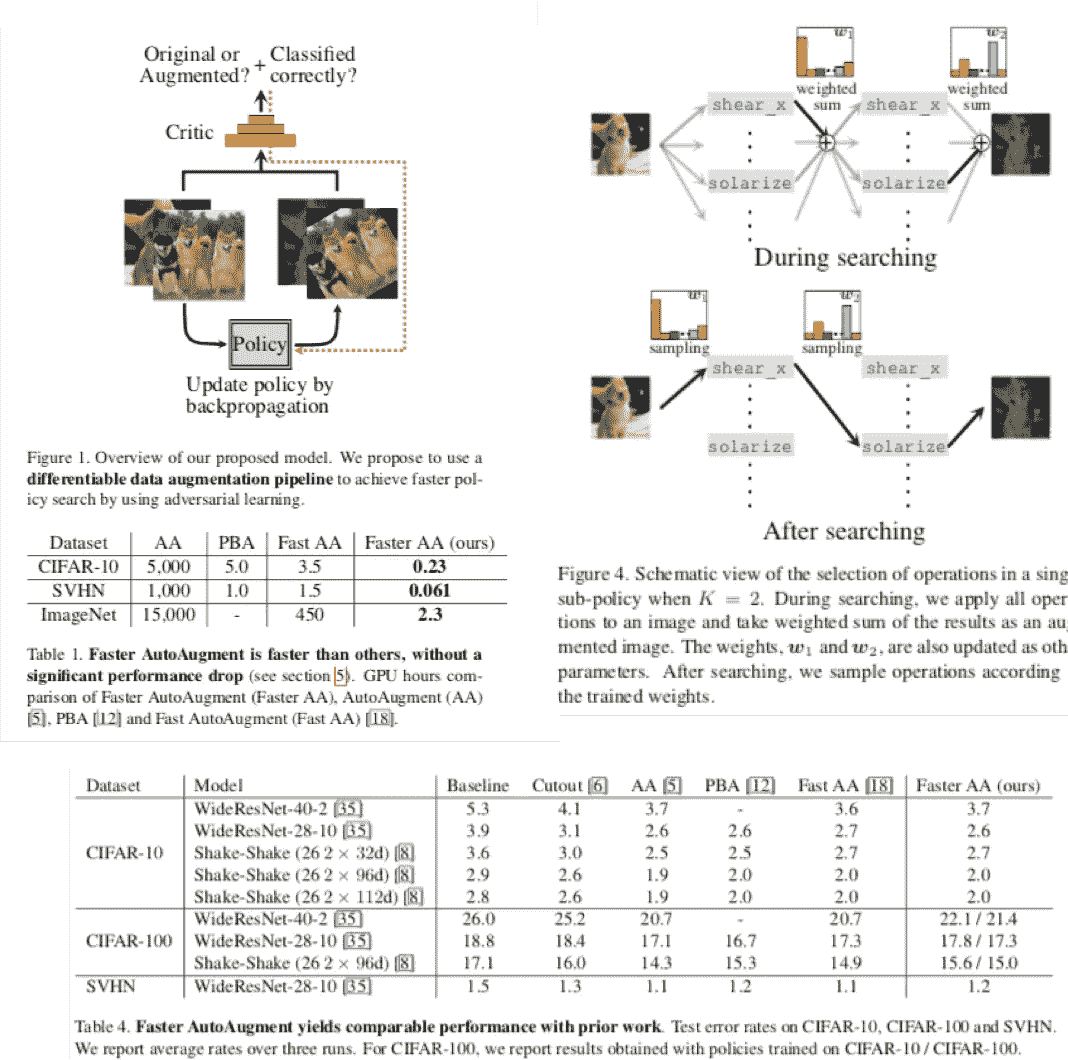 Original or Classified
Augmented? + correctly?
Critic
Policy
Update policy by
backpropagation
Figure 1. Overview of our proposed model. We propose to use a
differentiable data augmentation pipeline to achieve faster pol-
icy search by using adversarial learning.
Dataset AA PBA Fast AA Faster AA (ours)
CIFAR-10 5,000 5.0 3.5 0.23
SVHN 1,000 1.0 1.5 0.061
ImageNet 15,000 - 450 2.3
Table 1. Faster AutoAugment is faster than others, without a
significant performance drop (see section 5). GPU hours com-
parison of Faster AutoAugment (Faster AA), AutoAugment (AA)
[5], PBA [12] and Fast AutoAugment (Fast AA) [18].
w1 w2
weighted weighted
sum sum
shear_x shear_x
solarize solarize
During searching
w1 w2
sampling sampling
shear_x shear_x
solarize solarize
After searching
Figure 4. Schematic view of the selection of operations in a sing
sub-policy when K = 2. During searching, we apply all oper
tions to an image and take weighted sum of the results as an au
mented image. The weights, w1 and w2, are also updated as oth
parameters. After searching, we sample operations according
the trained weights.
Dataset Model Baseline Cutout [6] AA [5] PBA [12] Fast AA [18] Faster AA (ours)
WideResNet-40-2 [35] 5.3 4.1 3.7 - 3.6 3.7
WideResNet-28-10 [35] 3.9 3.1 2.6 2.6 2.7 2.6
CIFAR-10 Shake-Shake (26 2 × 32d) [8] 3.6 3.0 2.5 2.5 2.7 2.7
Shake-Shake (26 2 × 96d) [8] 2.9 2.6 1.9 2.0 2.0 2.0
Shake-Shake (26 2 × 112d) [8] 2.8 2.6 1.9 2.0 2.0 2.0
WideResNet-40-2 [35] 26.0 25.2 20.7 - 20.7 22.1 / 21.4
CIFAR-100 WideResNet-28-10 [35] 18.8 18.4 17.1 16.7 17.3 17.8 / 17.3
Shake-Shake (26 2 × 96d) [8] 17.1 16.0 14.3 15.3 14.9 15.6 / 15.0
SVHN WideResNet-28-10 [35] 1.5 1.3 1.1 1.2 1.1 1.2
Table 4. Faster AutoAugment yields comparable performance with prior work. Test error rates on CIFAR-10, CIFAR-100 and SVHN.
We report average rates over three runs. For CIFAR-100, we report results obtained with policies trained on CIFAR-10 / CIFAR-100.